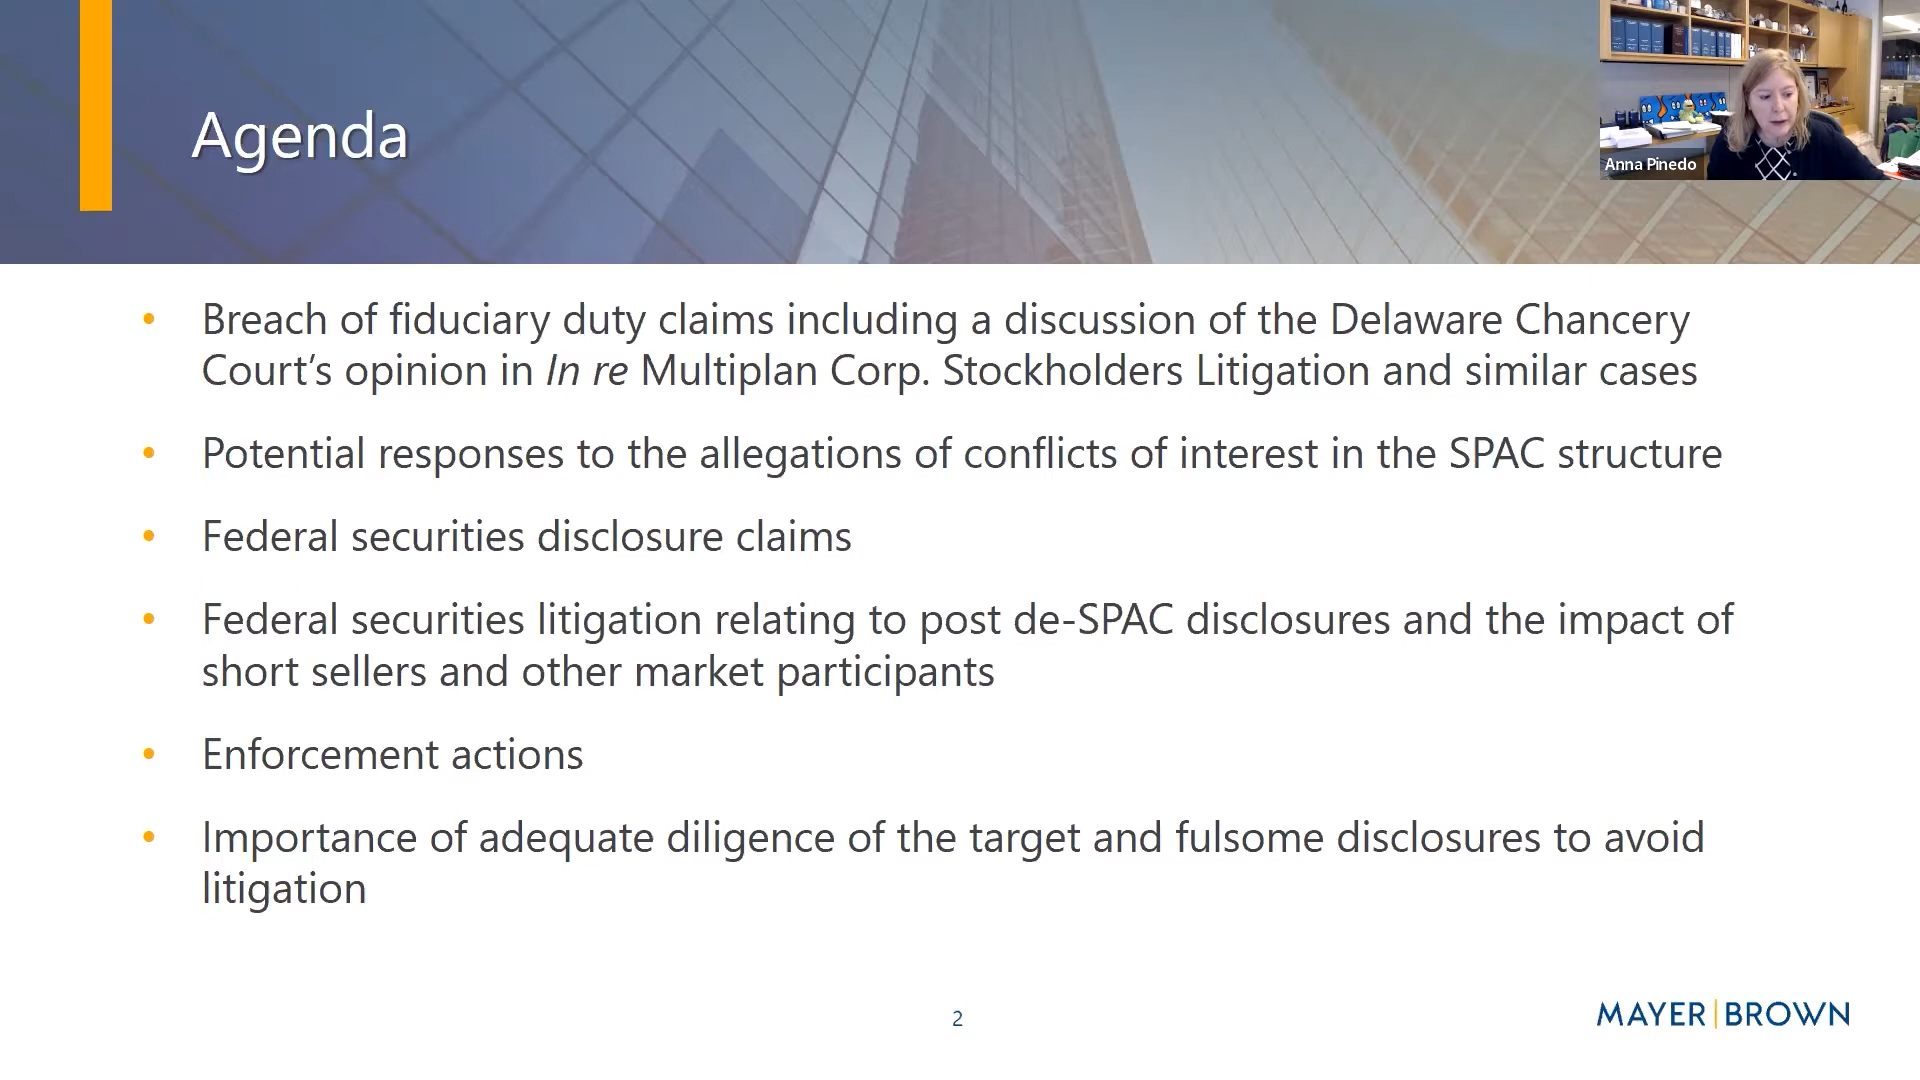 Agenda
Anna Pinedo
• Breach of fiduciary duty claims including a discussion of the Delaware Chancery
Court’s opinion in In re Multiplan Corp. Stockholders Litigation and similar cases
• Potential responses to the allegations of conflicts of interest in the SPAC structure
• Federal securities disclosure claims
• Federal securities litigation relating to post de-SPAC disclosures and the impact of
short sellers and other market participants
• Enforcement actions
• Importance of adequate diligence of the target and fulsome disclosures to avoid
litigation
2
MAYER | BROWN